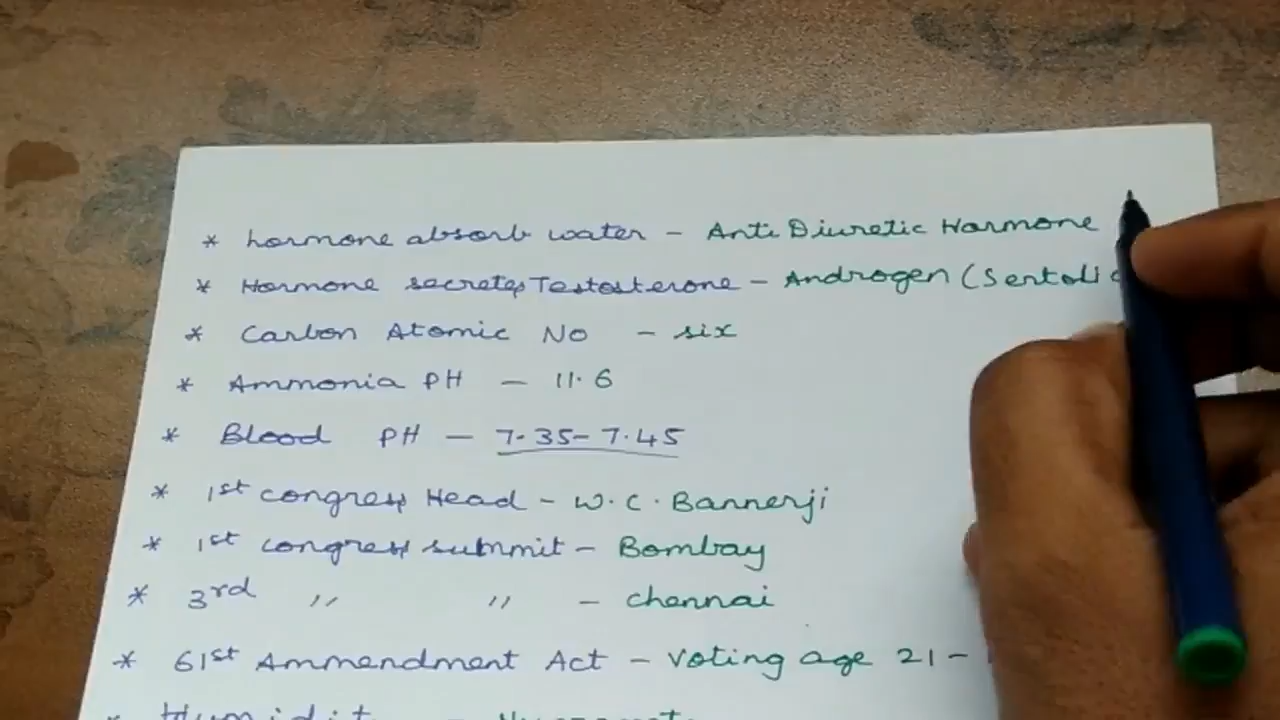 * hormone absorb water - Anti Diuretic Harmone
* Hormone secretes Testosterone - Androgen (Sertoli
* Carbon Atomic No - six
* Ammonia PH - 11.6
* Blood PH - 7.35-7.45
* 1st congress Head - W.C. Bannerji
* 1st congress summit - Bombay
* 3rd " " - chennai
* 61st Ammendment Act - Voting age 21 -